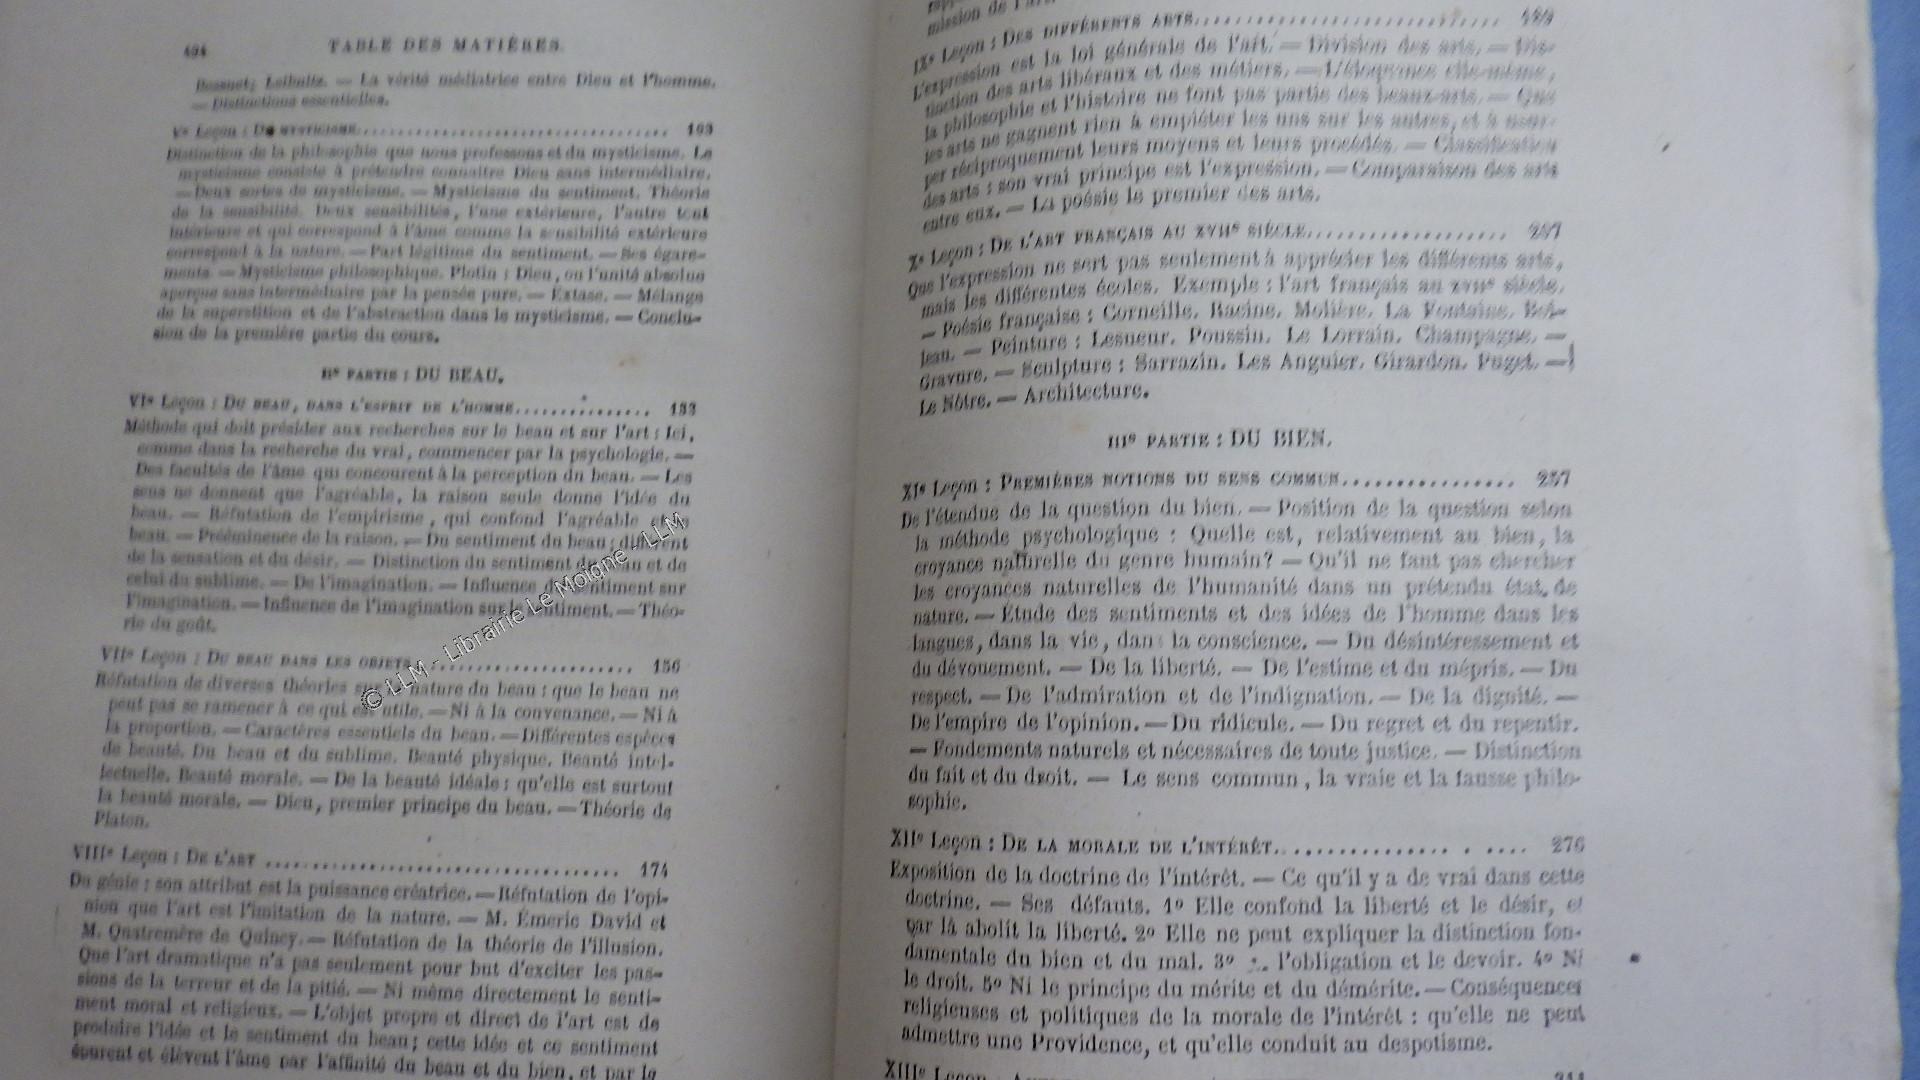 494 TABLE DES MATIÈRES.
Bossuet; Leibnitz. — La vérité médiatrice entre Dieu et l'homme.
— Distinctions essentielles.
Ve Leçon : DU MYSTICISME........ 103
Distinction de la philosophie que nous professons et du mysticisme. Le
mysticisme consiste à prétendre connaître Dieu sans intermédiaire.
— Deux sortes de mysticisme. — Mysticisme du sentiment. Théorie
de la sensibilité. Deux sensibilités, l'une extérieure, l'autre tout
intérieure et qui correspond à l'âme comme la sensibilité extérieure
correspond à la nature. — Part légitime du sentiment. — Ses égare-
ments. — Mysticisme philosophique. Plotin : Dieu, ou l'unité absolue
aperçue sans intermédiaire par la pensée pure. — Extase. — Mélange
de la superstition et de l'abstraction dans le mysticisme. — Conclu-
sion de la première partie du cours.
IIe PARTIE : DU BEAU.
VIe Leçon : DU BEAU, DANS L'ESPRIT DE L'HOMME........ 133
Méthode qui doit présider aux recherches sur le beau et sur l'art : Ici,
comme dans la recherche du vrai, commencer par la psychologie. —
Des facultés de l'âme qui concourent à la perception du beau. — Les
sens ne donnent que l'agréable, la raison seule donne l'idée du
beau. — Réfutation de l'empirisme, qui confond l'agréable et le
beau. — Prééminence de la raison. — Du sentiment du beau; différent
de la sensation et du désir. — Distinction du sentiment du beau et de
celui du sublime. — De l'imagination. — Influence du sentiment sur
l'imagination. — Influence de l'imagination sur le sentiment. — Théo-
rie du goût.
VIIe Leçon : DU BEAU DANS LES OBJETS........ 156
Réfutation de diverses théories sur la nature du beau : que le beau ne
peut pas se ramener à ce qui est utile. — Ni à la convenance. — Ni à
la proportion. — Caractères essentiels du beau. — Différentes espèces
de beauté. Du beau et du sublime. Beauté physique. Beauté intel-
lectuelle. Beauté morale. — De la beauté idéale : qu'elle est surtout
la beauté morale. — Dieu, premier principe du beau. — Théorie de
Platon.
VIIIe Leçon : DE L'ART ........ 174
Du génie : son attribut est la puissance créatrice. — Réfutation de l'opi-
nion que l'art est l'imitation de la nature. — M. Émeric David et
M. Quatremère de Quincy. — Réfutation de la théorie de l'illusion.
Que l'art dramatique n'a pas seulement pour but d'exciter les pas-
sions de la terreur et de la pitié. — Ni même directement le senti-
ment moral et religieux. — L'objet propre et direct de l'art est de
produire l'idée et le sentiment du beau; cette idée et ce sentiment
épurent et élèvent l'âme par l'affinité du beau et du bien, et par le
mission de l'art.
IXe Leçon : DES DIFFÉRENTS ARTS........
L'expression est la loi générale de l'art. — Division des arts. — Dis-
tinction des arts libéraux et des métiers. — L'éloquence elle-même,
la philosophie et l'histoire ne font pas partie des beaux-arts. — Que
les arts ne gagnent rien à empiéter les uns sur les autres, et à usur-
per réciproquement leurs moyens et leurs procédés. — Classification
des arts : son vrai principe est l'expression. — Comparaison des arts
entre eux. — La poésie le premier des arts.
Xe Leçon : DE L'ART FRANÇAIS AU XVIIe SIÈCLE........
Que l'expression ne sert pas seulement à apprécier les différents arts,
mais les différentes écoles. Exemple : l'art français au XVIIe siècle.
— Poésie française : Corneille. Racine. Molière. La Fontaine. Boi-
leau. — Peinture : Lesueur. Poussin. Le Lorrain. Champagne. —
Gravure. — Sculpture : Sarrazin. Les Anguier. Girardon. Puget. —
Le Nôtre. — Architecture.
IIIe PARTIE : DU BIEN.
XIe Leçon : PREMIÈRES NOTIONS DU SENS COMMUN........ 257
De l'étendue de la question du bien. — Position de la question selon
la méthode psychologique : Quelle est, relativement au bien, la
croyance naturelle du genre humain? — Qu'il ne faut pas chercher
les croyances naturelles de l'humanité dans un prétendu état de
nature. — Étude des sentiments et des idées de l'homme dans les
langues, dans la vie, dans la conscience. — Du désintéressement et
du dévouement. — De la liberté. — De l'estime et du mépris. — Du
respect. — De l'admiration et de l'indignation. — De la dignité. —
De l'empire de l'opinion. — Du ridicule. — Du regret et du repentir.
— Fondements naturels et nécessaires de toute justice. — Distinction
du fait et du droit. — Le sens commun, la vraie et la fausse philo-
sophie.
XIIe Leçon : DE LA MORALE DE L'INTÉRÊT........ 276
Exposition de la doctrine de l'intérêt. — Ce qu'il y a de vrai dans cette
doctrine. — Ses défauts. 1o Elle confond la liberté et le désir, et
par là abolit la liberté. 2o Elle ne peut expliquer la distinction fon-
damentale du bien et du mal. 3o l'obligation et le devoir. 4o Ni
le droit. 5o Ni le principe du mérite et du démérite. — Conséquences
religieuses et politiques de la morale de l'intérêt : qu'elle ne peut
admettre une Providence, et qu'elle conduit au despotisme.
XIIIe Leçon :
© LLM - Librairie Le Moigne - LLM